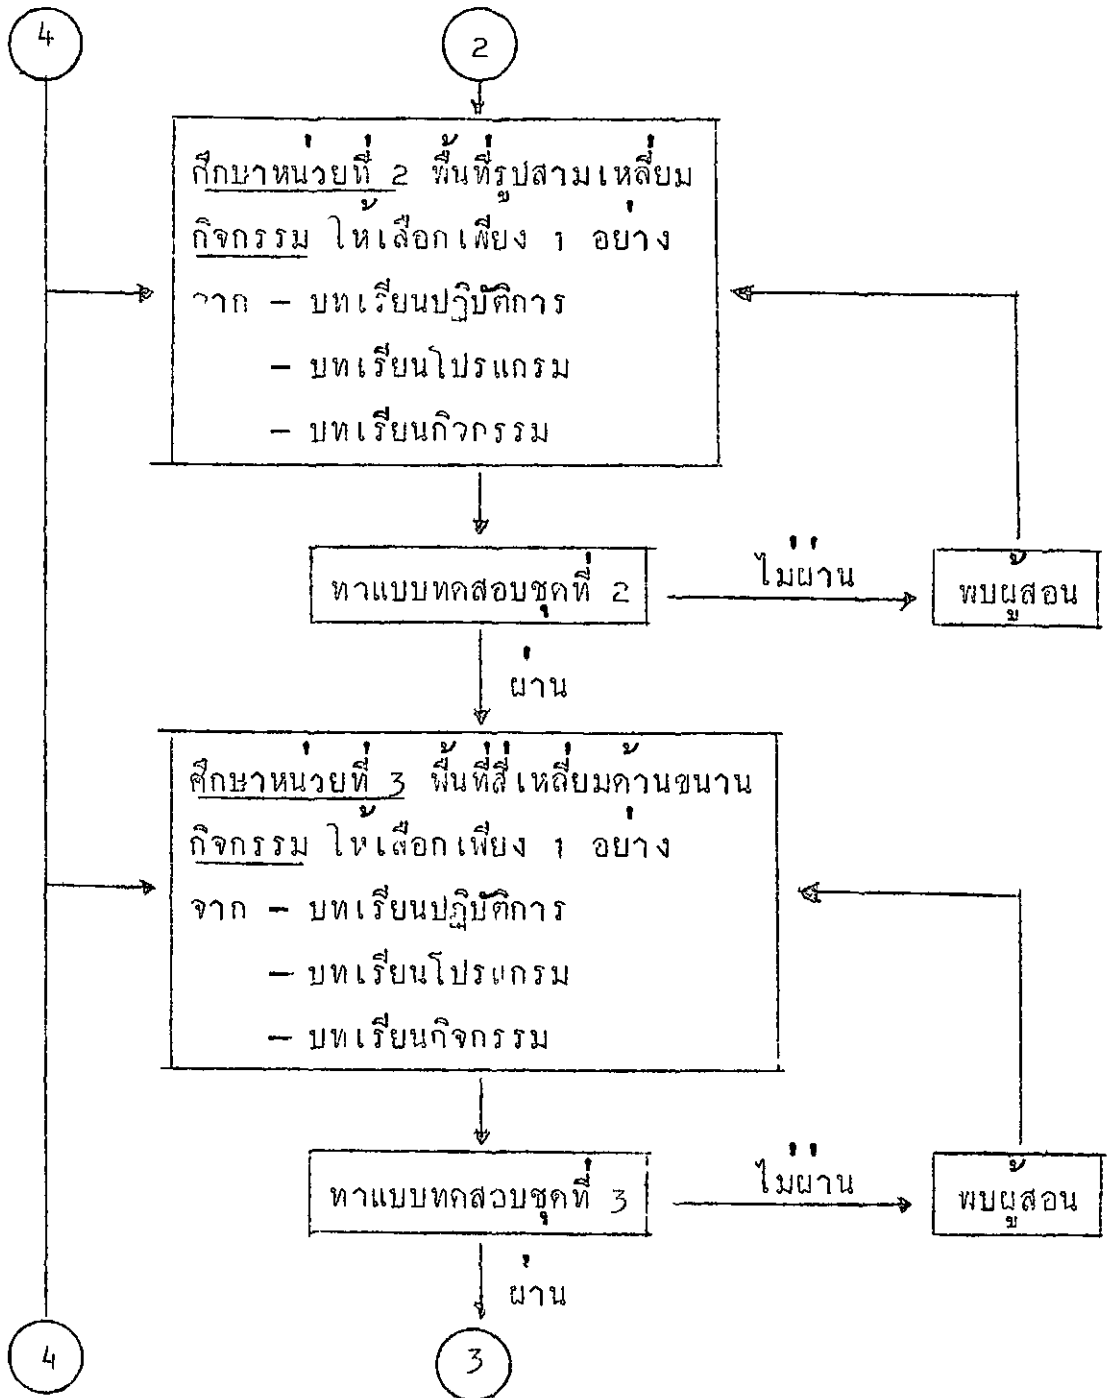 4
2
ศึกษาหน่วยที่ 2 พื้นที่รูปสามเหลี่ยม
กิจกรรม ให้เลือกเพียง 1 อย่าง
จาก - บทเรียนปฏิบัติการ
- บทเรียนโปรแกรม
- บทเรียนกิจกรรม
ทาแบบทดสอบชุดที่ 2
ไม่ผ่าน
พบผู้สอน
ผ่าน
ศึกษาหน่วยที่ 3 พื้นที่สี่เหลี่ยมด้านขนาน
กิจกรรม ให้เลือกเพียง 1 อย่าง
จาก - บทเรียนปฏิบัติการ
- บทเรียนโปรแกรม
- บทเรียนกิจกรรม
ทาแบบทดสอบชุดที่ 3
ไม่ผ่าน
พบผู้สอน
ผ่าน
4
3